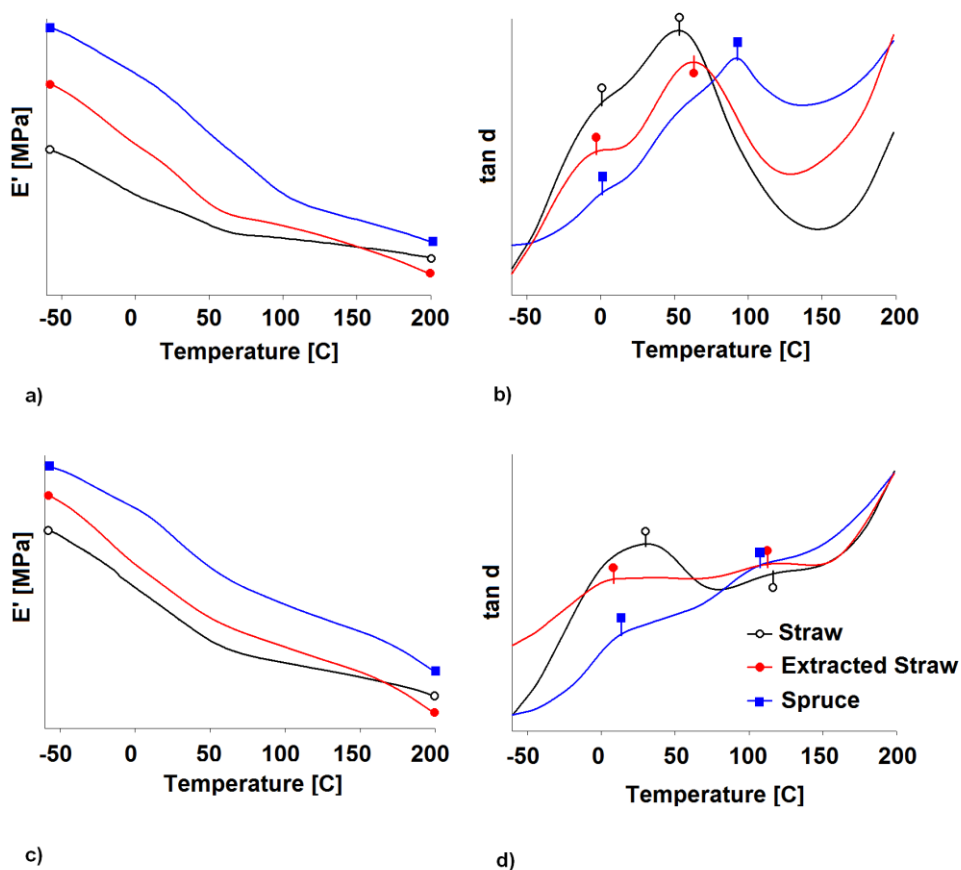 E' [MPa]
-50 0 50 100 150 200
Temperature [C]
a)
tan d
-50 0 50 100 150 200
Temperature [C]
b)
E' [MPa]
-50 0 50 100 150 200
Temperature [C]
c)
tan d
Straw
Extracted Straw
Spruce
-50 0 50 100 150 200
Temperature [C]
d)